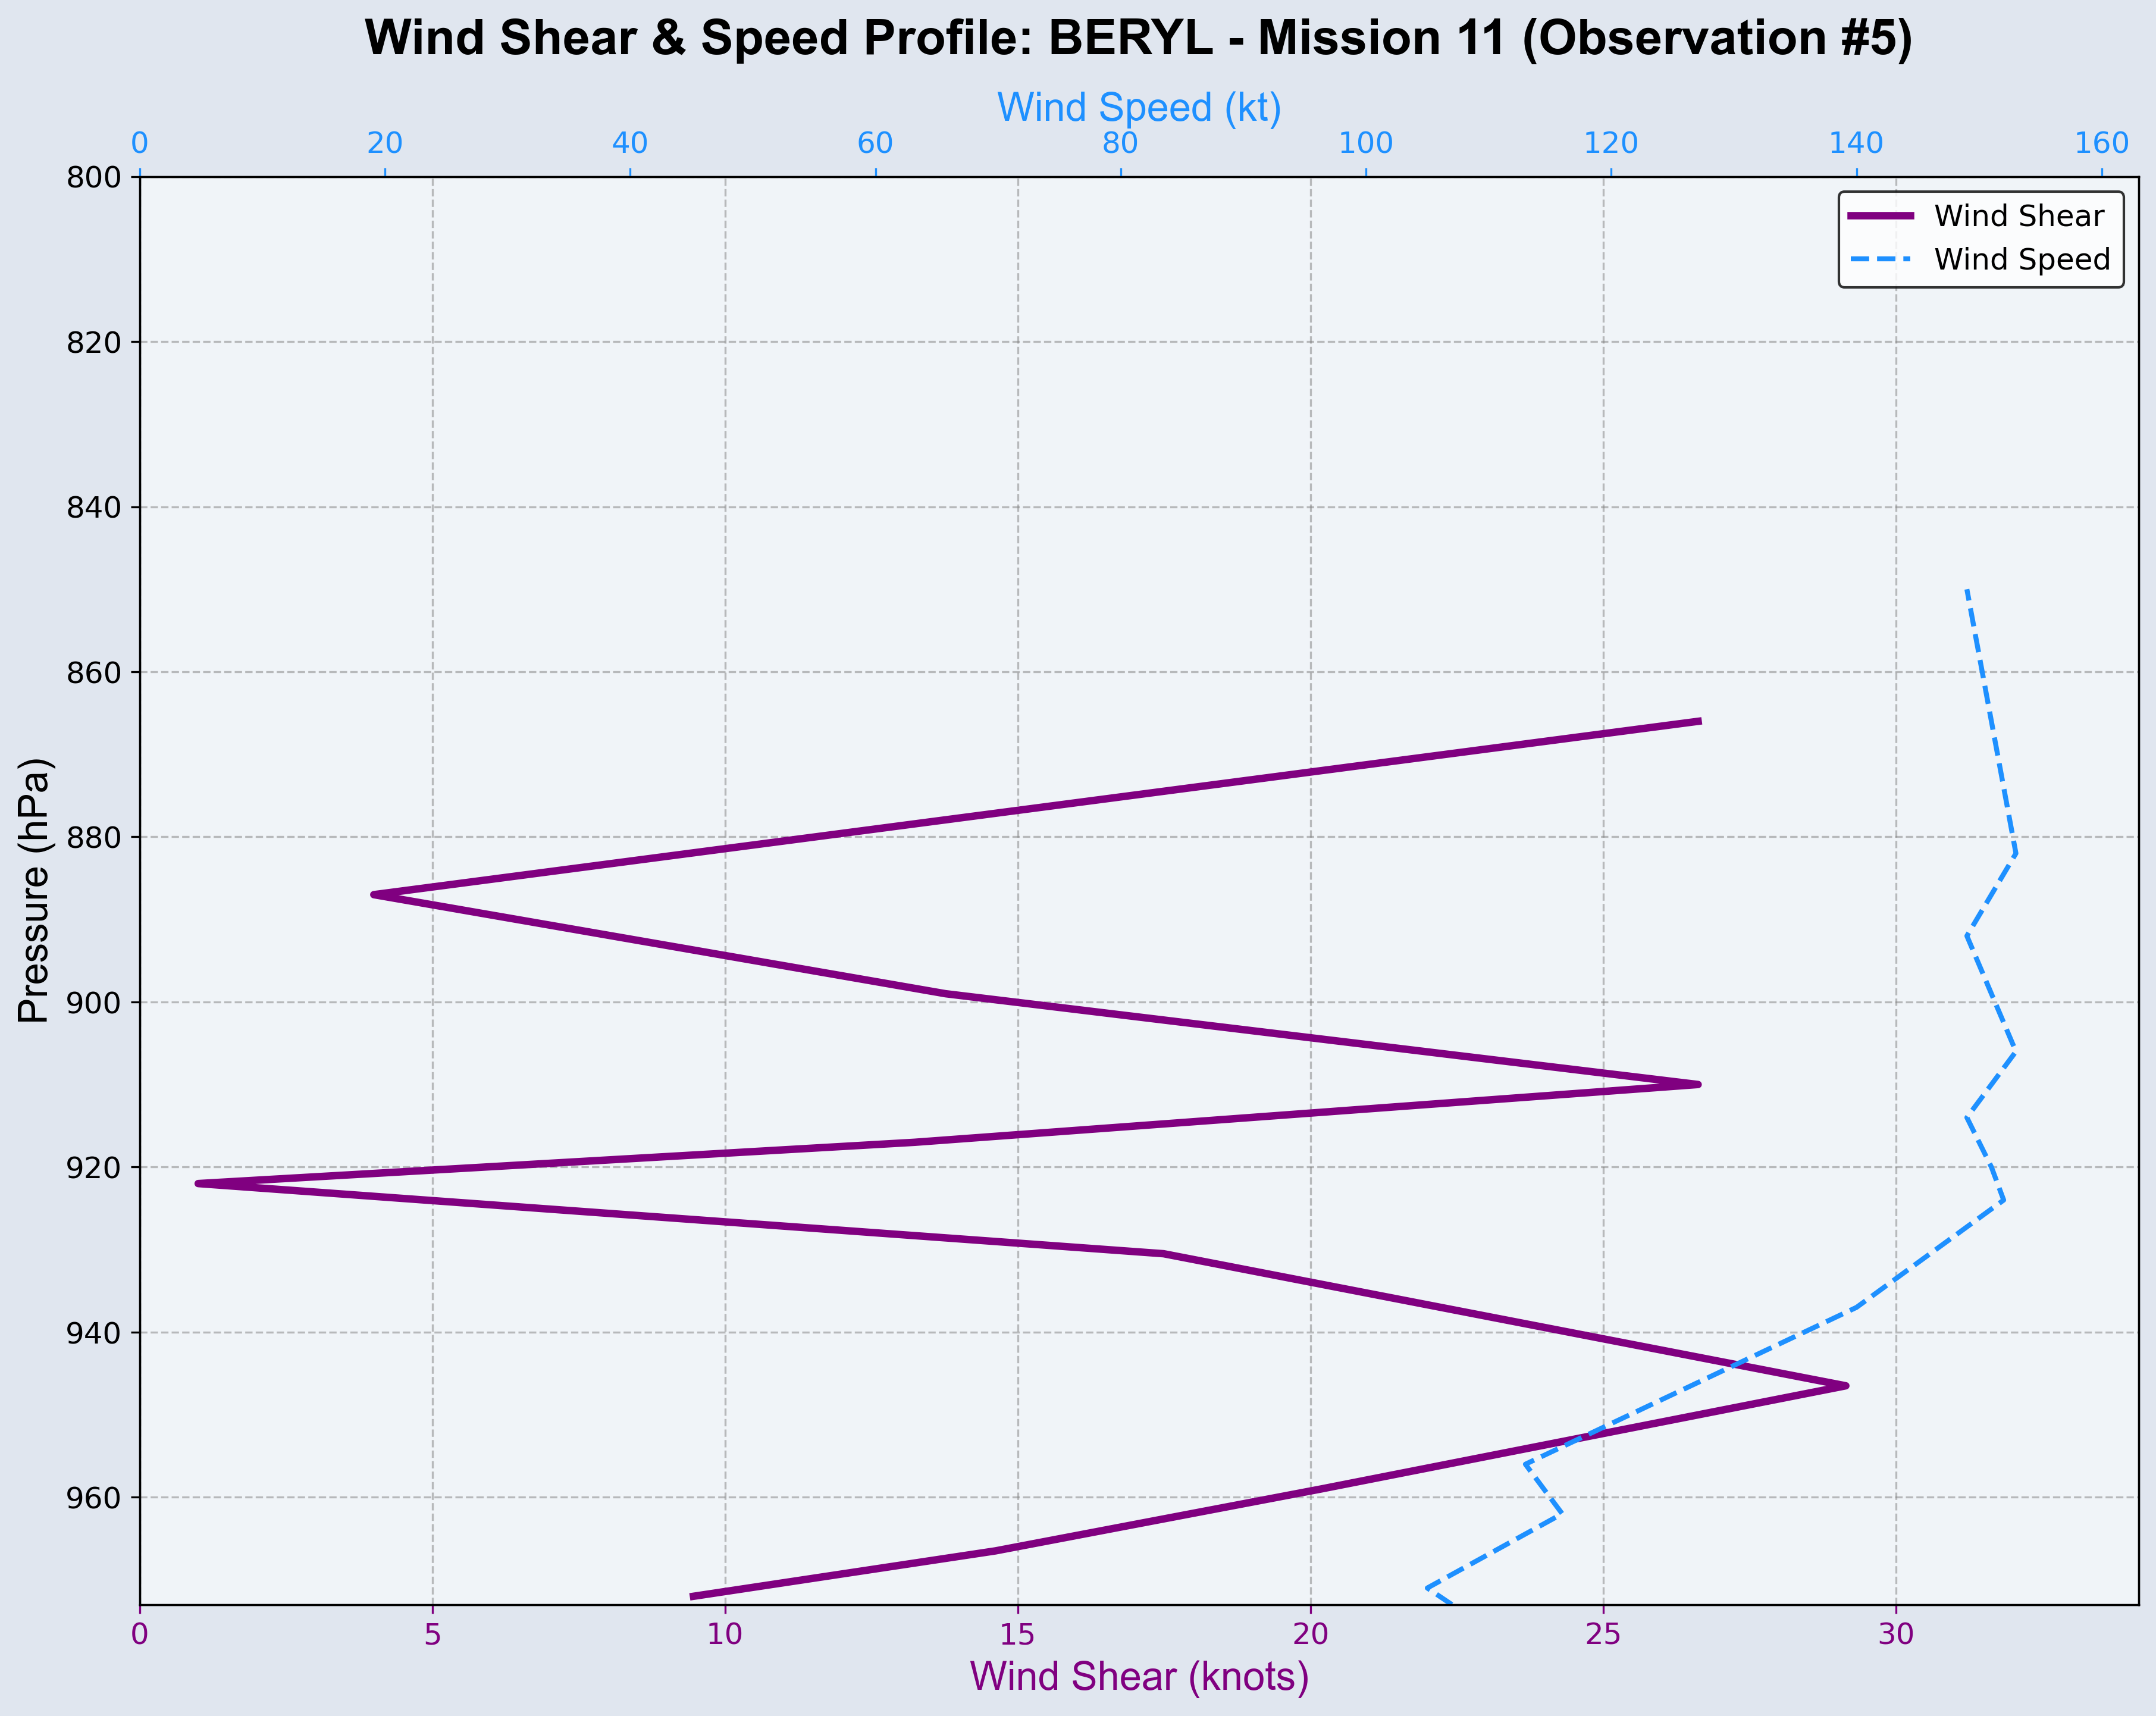 Wind Shear & Speed Profile: BERYL - Mission 11 (Observation #5)
Wind Speed (kt)
0 20 40 60 80 100 120 140 160
Wind Shear
Wind Speed
Pressure (hPa)
800
820
840
860
880
900
920
940
960
0 5 10 15 20 25 30
Wind Shear (knots)